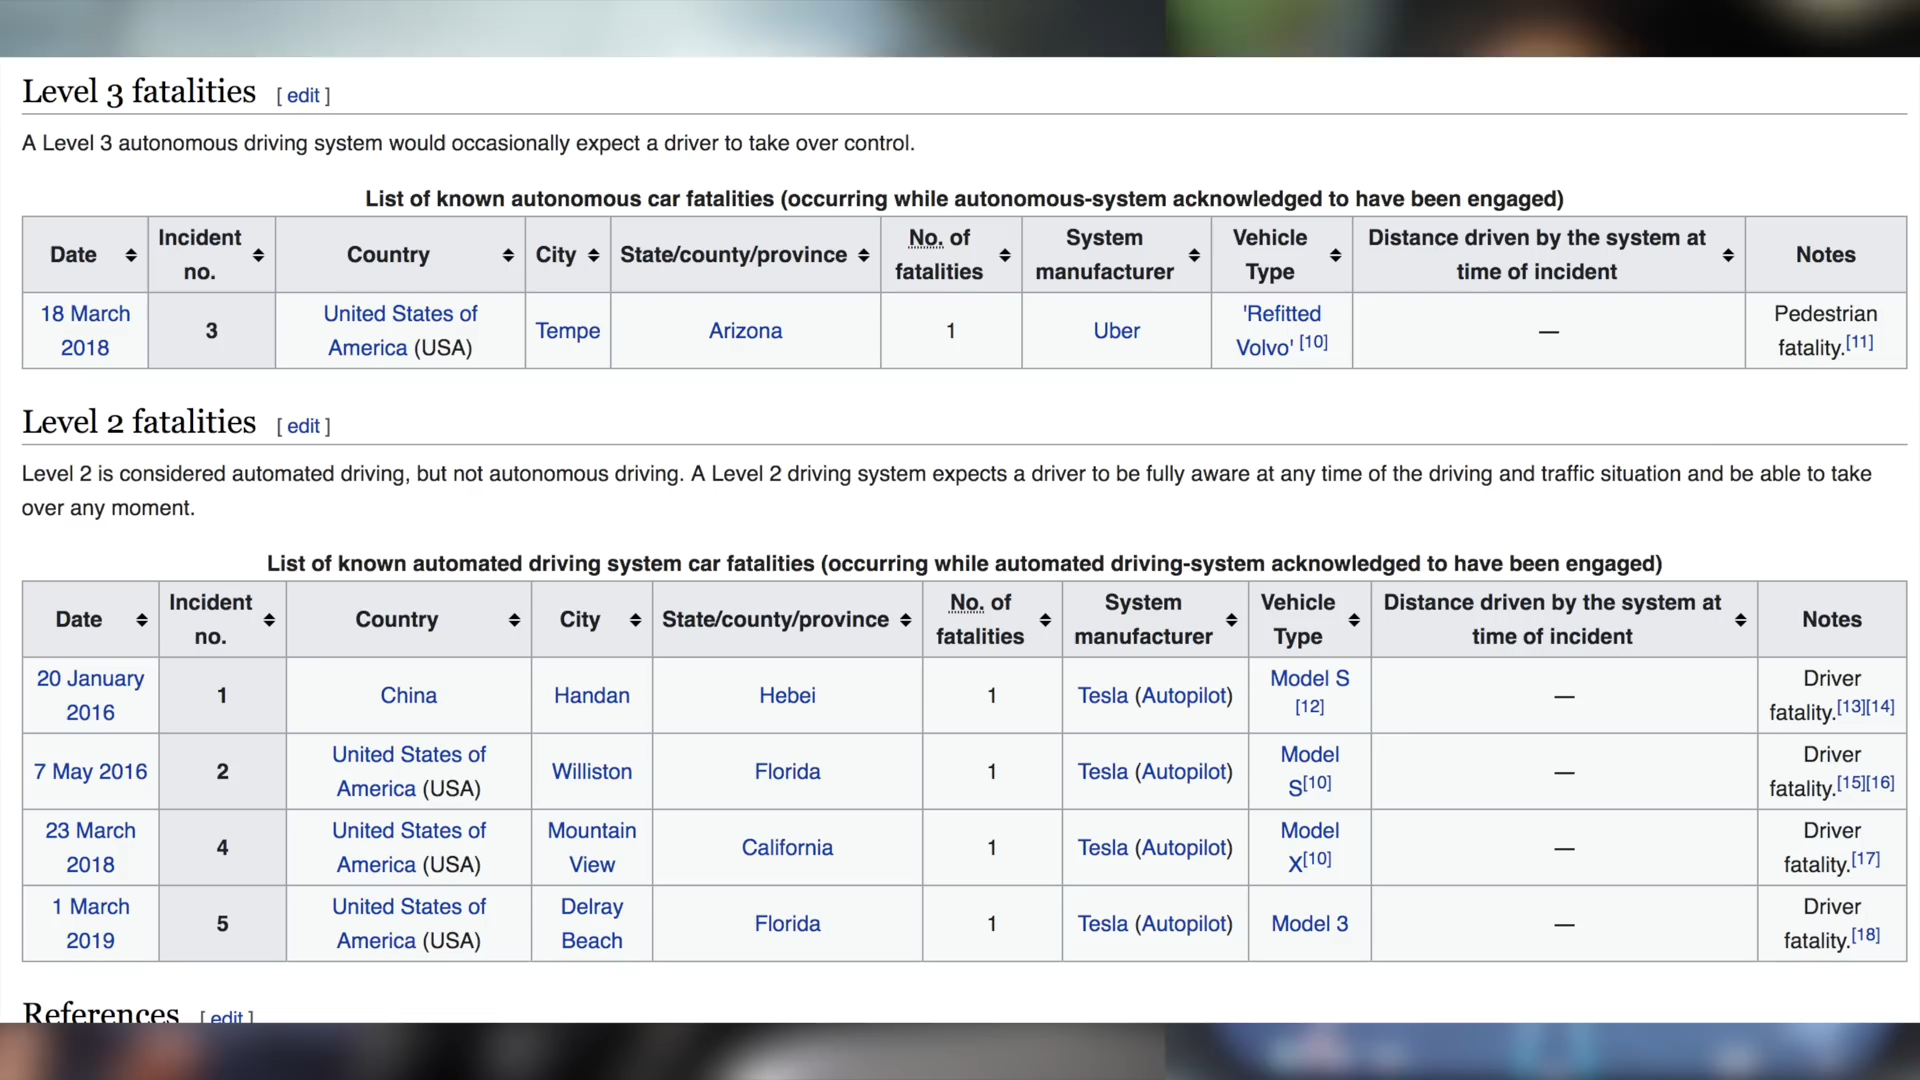 Level 3 fatalities [ edit ]
A Level 3 autonomous driving system would occasionally expect a driver to take over control.
List of known autonomous car fatalities (occurring while autonomous-system acknowledged to have been engaged)
Date Incident no. Country City State/county/province No. of fatalities System manufacturer Vehicle Type Distance driven by the system at time of incident Notes
18 March 2018 3 United States of America (USA) Tempe Arizona 1 Uber 'Refitted Volvo' [10] — Pedestrian fatality.[11]
Level 2 fatalities [ edit ]
Level 2 is considered automated driving, but not autonomous driving. A Level 2 driving system expects a driver to be fully aware at any time of the driving and traffic situation and be able to take
over any moment.
List of known automated driving system car fatalities (occurring while automated driving-system acknowledged to have been engaged)
Date Incident no. Country City State/county/province No. of fatalities System manufacturer Vehicle Type Distance driven by the system at time of incident Notes
20 January 2016 1 China Handan Hebei 1 Tesla (Autopilot) Model S [12] — Driver fatality.[13][14]
7 May 2016 2 United States of America (USA) Williston Florida 1 Tesla (Autopilot) Model S[10] — Driver fatality.[15][16]
23 March 2018 4 United States of America (USA) Mountain View California 1 Tesla (Autopilot) Model X[10] — Driver fatality.[17]
1 March 2019 5 United States of America (USA) Delray Beach Florida 1 Tesla (Autopilot) Model 3 — Driver fatality.[18]
References [ edit ]